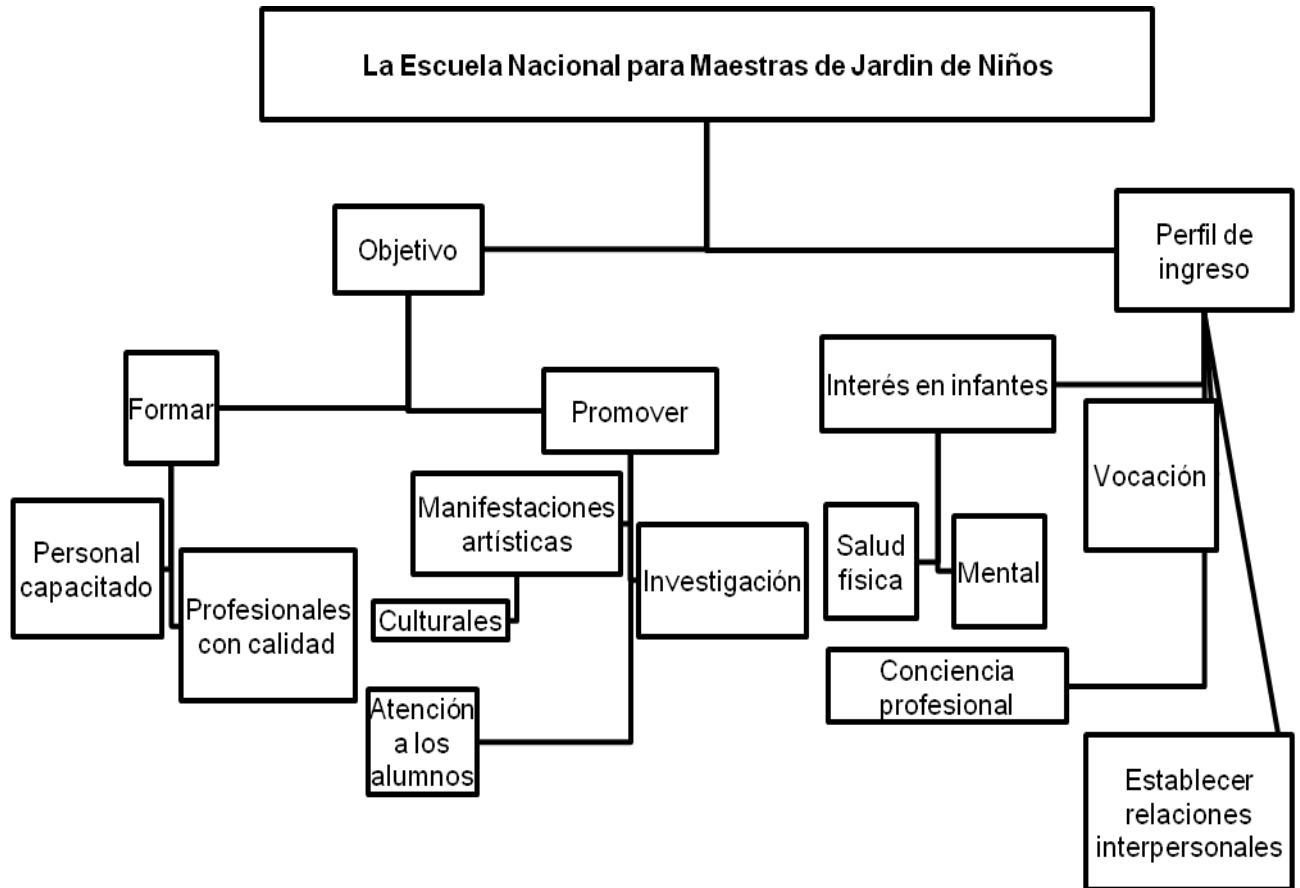 La Escuela Nacional para Maestras de Jardin de Niños
Objetivo
Perfil de
ingreso
Formar
Promover
Interés en infantes
Vocación
Personal
capacitado
Profesionales
con calidad
Manifestaciones
artísticas
Culturales
Investigación
Atención
a los
alumnos
Salud
física
Mental
Conciencia
profesional
Establecer
relaciones
interpersonales